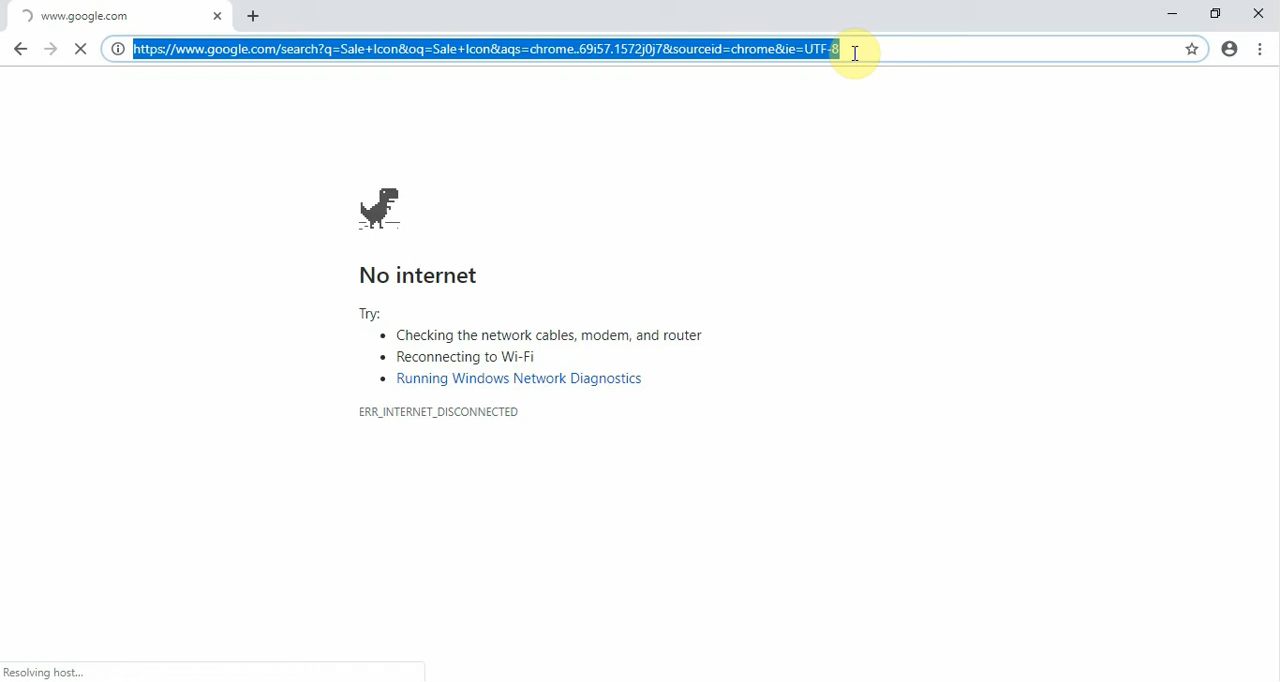 www.google.com
https://www.google.com/search?q=Sale+Icon&oq=Sale+Icon&aqs=chrome..69i57.1572j0j7&sourceid=chrome&ie=UTF-8
No internet
Try:
Checking the network cables, modem, and router
Reconnecting to Wi-Fi
Running Windows Network Diagnostics
ERR_INTERNET_DISCONNECTED
Resolving host...